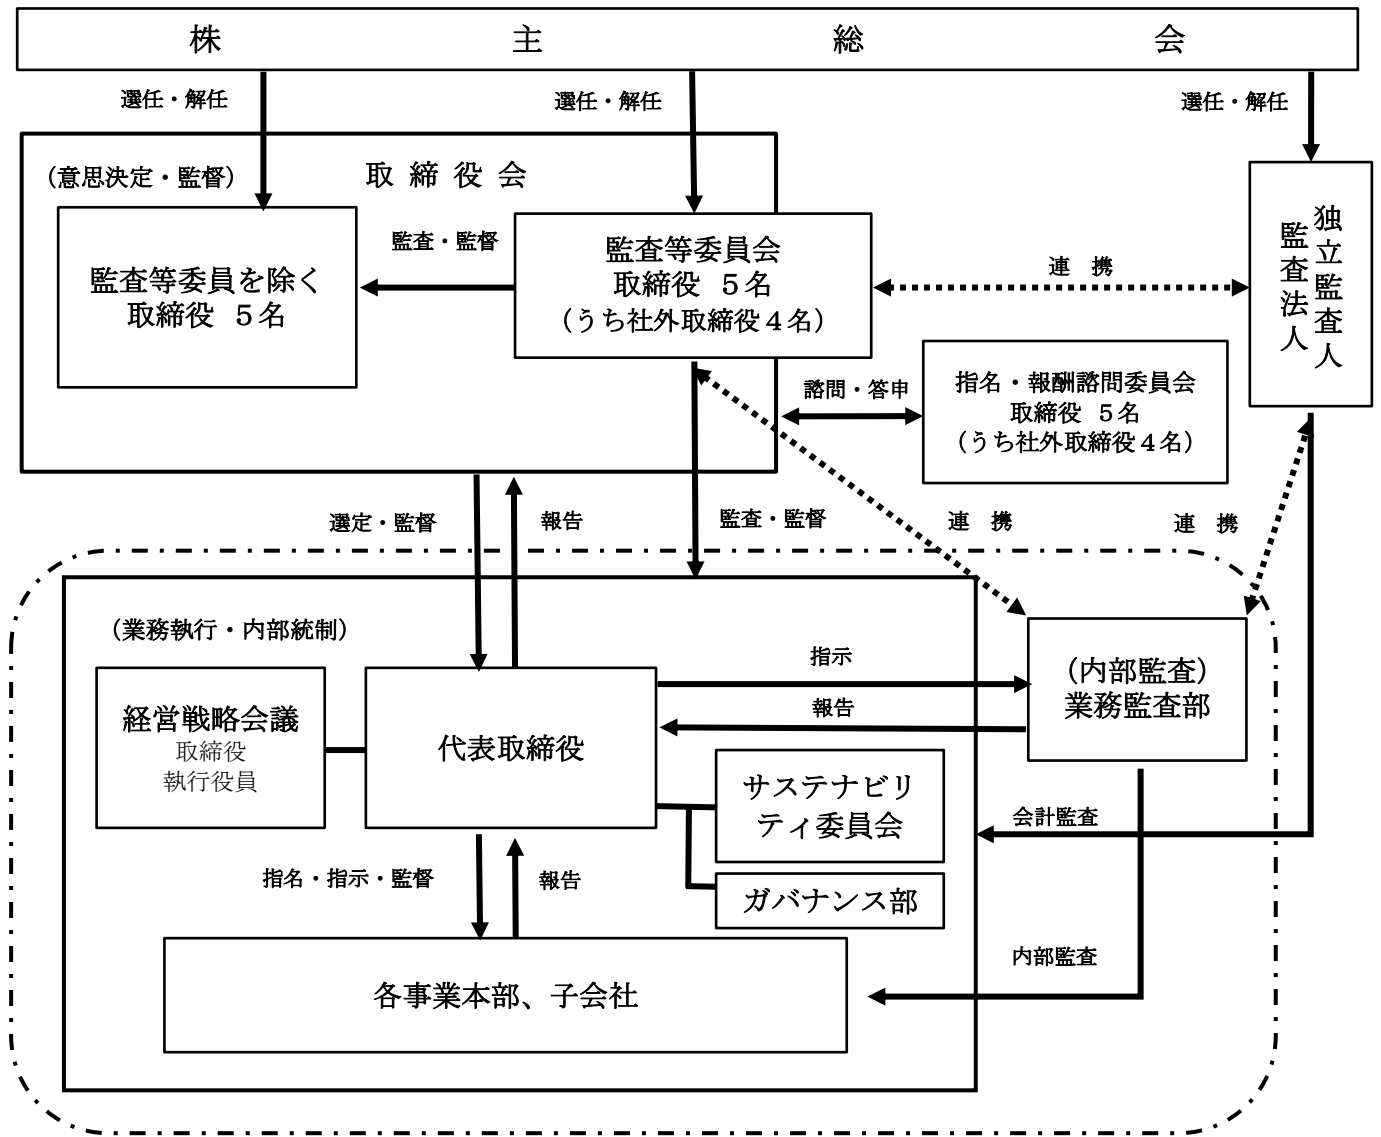 株主総会
選任・解任
選任・解任
選任・解任
（意思決定・監督）
取締役会
監査等委員を除く
取締役 ５名
監査・監督
監査等委員会
取締役 ５名
（うち社外取締役４名）
連 携
独立監査人
監査法人
諮問・答申
指名・報酬諮問委員会
取締役 ５名
（うち社外取締役４名）
選定・監督
報告
監査・監督
連 携
連 携
（業務執行・内部統制）
経営戦略会議
取締役
執行役員
代表取締役
指示
報告
（内部監査）
業務監査部
サステナビリ
ティ委員会
ガバナンス部
会計監査
指名・指示・監督
報告
内部監査
各事業本部、子会社